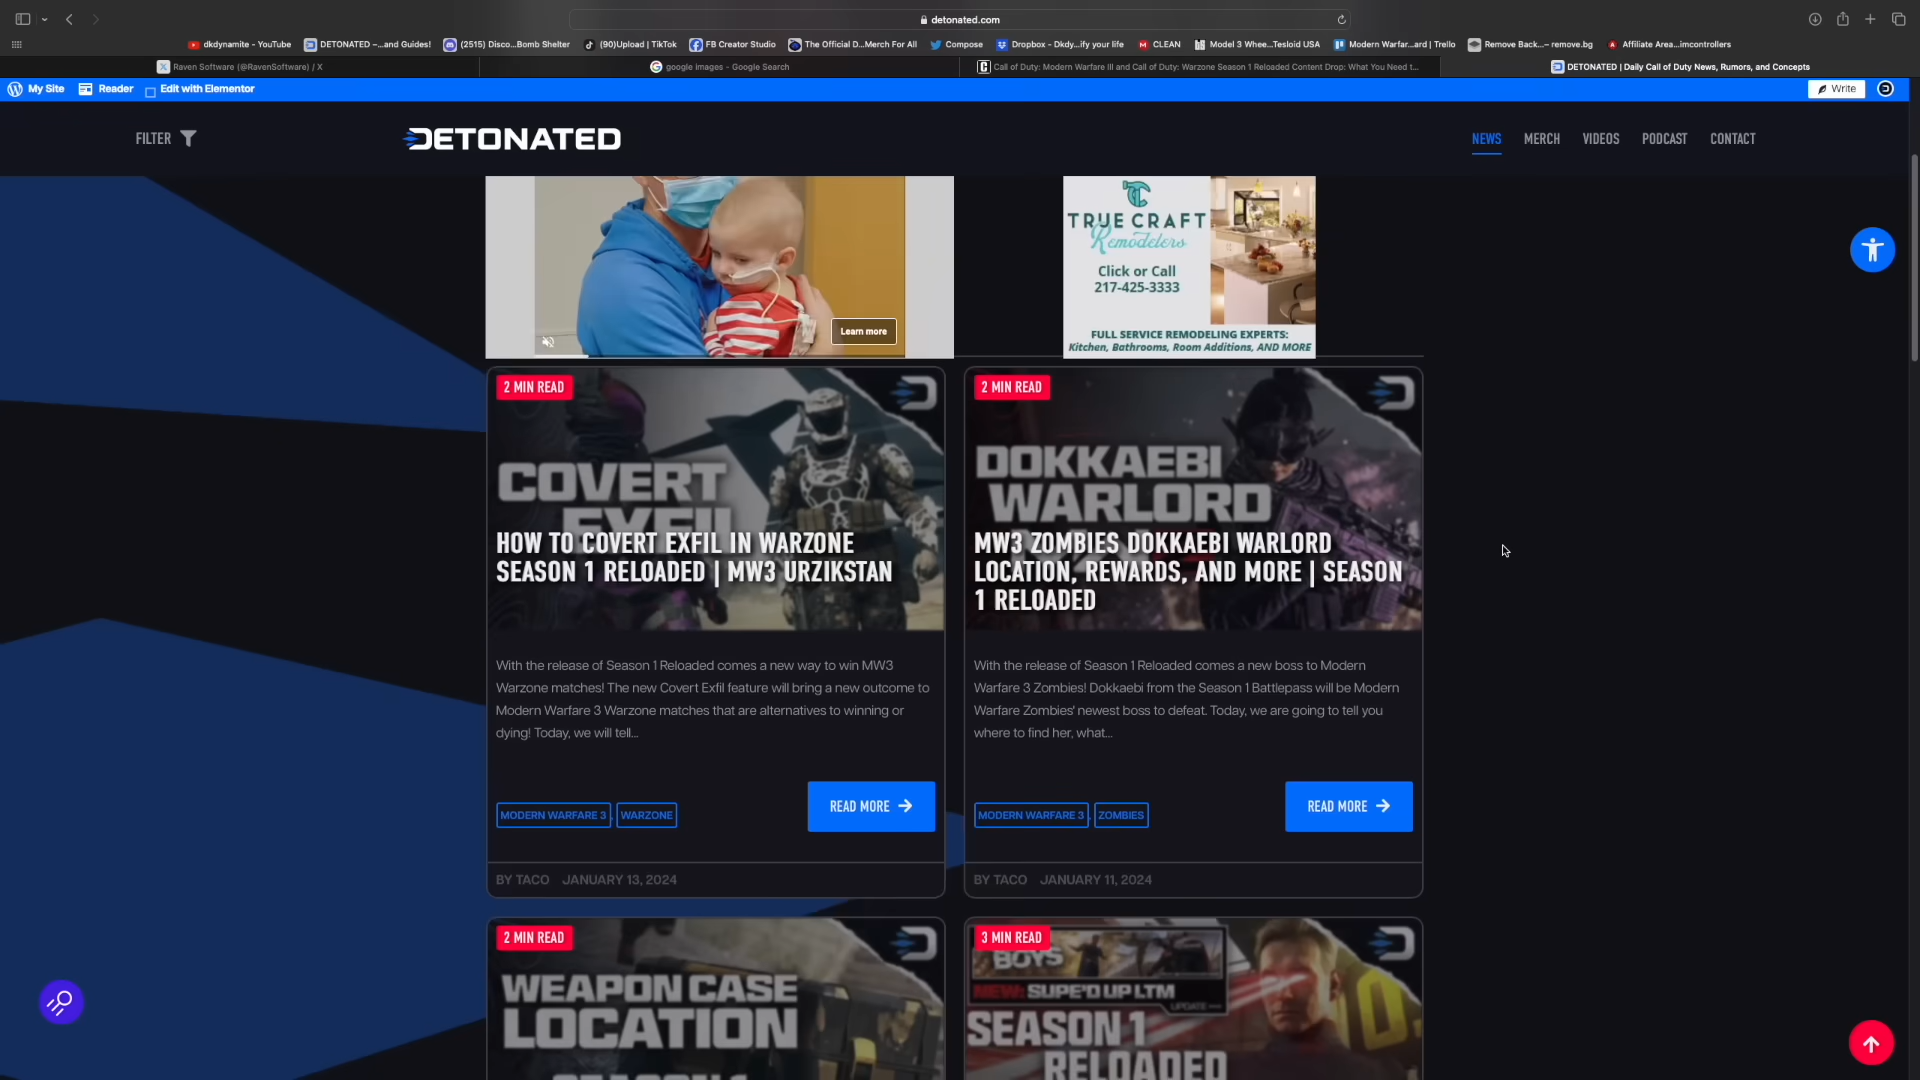 detonated.com
dkdynamite - YouTube
DETONATED –...and Guides!
(2515) Disco...Bomb Shelter
(90)Upload | TikTok
FB Creator Studio
The Official D...Merch For All
Compose
Dropbox - Dkdy...ify your life
CLEAN
Model 3 Whee...Tesloid USA
Modern Warfar...ard | Trello
Remove Back...– remove.bg
Affiliate Area...imcontrollers
Raven Software (@RavenSoftware) / X
google images - Google Search
Call of Duty: Modern Warfare III and Call of Duty: Warzone Season 1 Reloaded Content Drop: What You Need t...
DETONATED | Daily Call of Duty News, Rumors, and Concepts
My Site
Reader
Edit with Elementor
Write
FILTER
DETONATED
NEWS
MERCH
VIDEOS
PODCAST
CONTACT
Learn more
TRUE CRAFT
Remodelers
Click or Call
217-425-3333
FULL SERVICE REMODELING EXPERTS:
Kitchen, Bathrooms, Room Additions, AND MORE
2 MIN READ
COVERT
EXFIL
HOW TO COVERT EXFIL IN WARZONE
SEASON 1 RELOADED | MW3 URZIKSTAN
With the release of Season 1 Reloaded comes a new way to win MW3
Warzone matches! The new Covert Exfil feature will bring a new outcome to
Modern Warfare 3 Warzone matches that are alternatives to winning or
dying! Today, we will tell...
MODERN WARFARE 3, WARZONE
READ MORE
BY TACO JANUARY 13, 2024
2 MIN READ
DOKKAEBI
WARLORD
MW3 ZOMBIES DOKKAEBI WARLORD
LOCATION, REWARDS, AND MORE | SEASON
1 RELOADED
With the release of Season 1 Reloaded comes a new boss to Modern
Warfare 3 Zombies! Dokkaebi from the Season 1 Battlepass will be Modern
Warfare Zombies' newest boss to defeat. Today, we are going to tell you
where to find her, what...
MODERN WARFARE 3, ZOMBIES
READ MORE
BY TACO JANUARY 11, 2024
2 MIN READ
WEAPON CASE
LOCATION
3 MIN READ
BOYS
NEW: SUPE'D UP LTM
UPDATE
SEASON 1
RELOADED